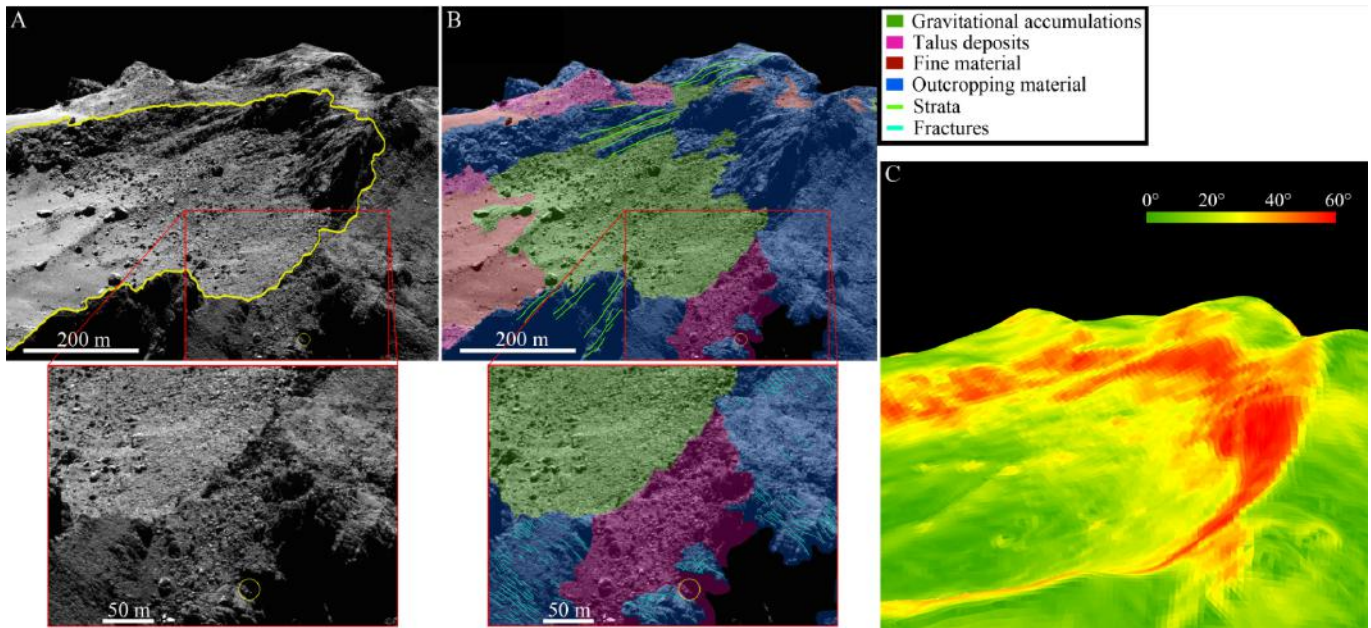 A
B
Gravitational accumulations
Talus deposits
Fine material
Outcropping material
Strata
Fractures
C
0° 20° 40° 60°
200 m
200 m
50 m
50 m